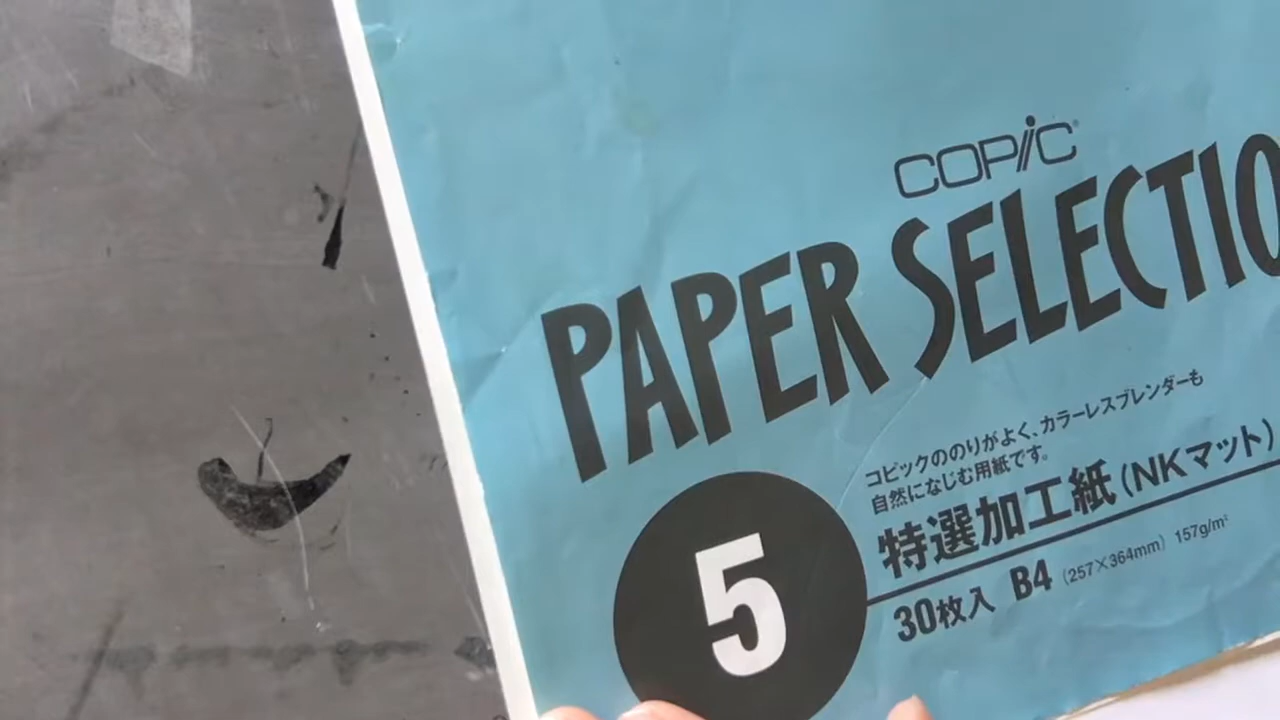 COPiC®
PAPER SELECTIO
コピックののりがよく、カラーレスブレンダーも
自然になじむ用紙です。
特選加工紙(NKマット)
5
30枚入 B4 (257×364mm) 157g/m²